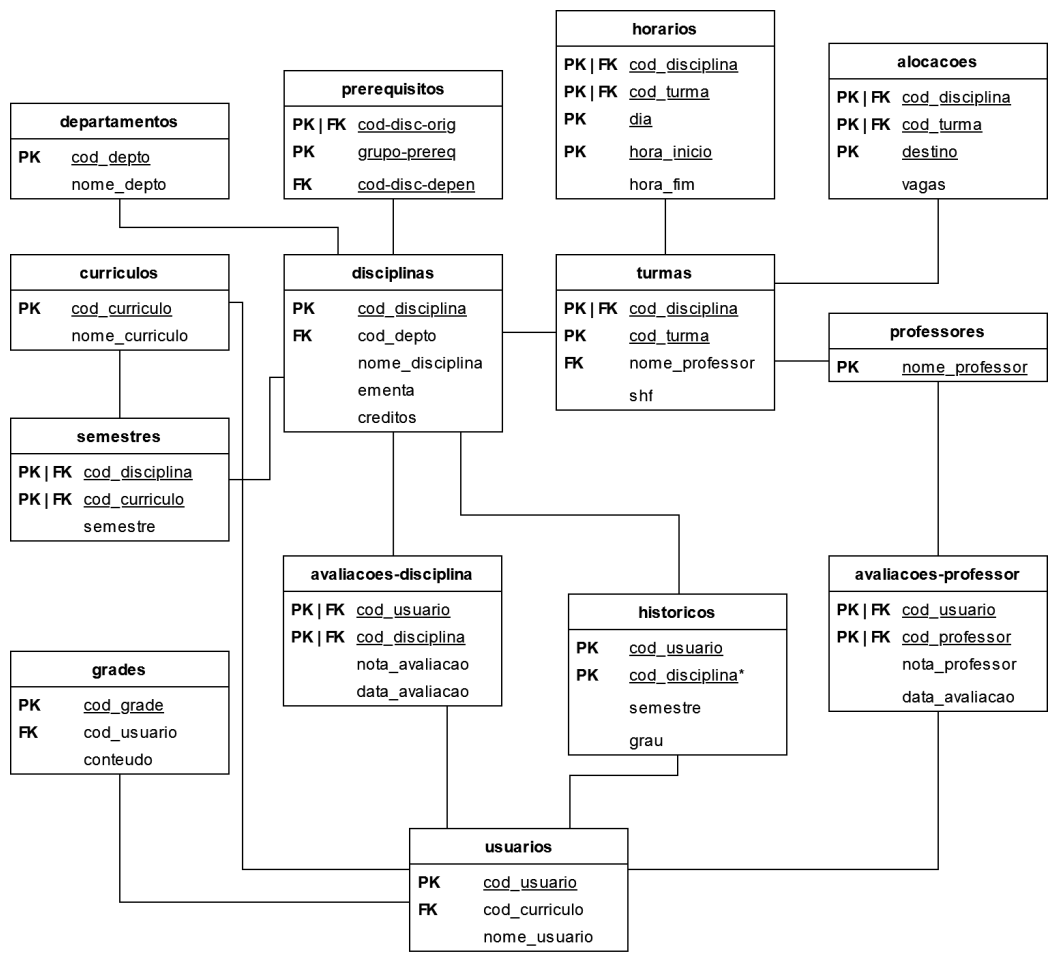 horarios
PK | FK cod_disciplina
PK | FK cod_turma
PK dia
PK hora_inicio
hora_fim
alocacoes
PK | FK cod_disciplina
PK | FK cod_turma
PK destino
vagas
prerequisitos
PK | FK cod-disc-orig
PK grupo-prereq
FK cod-disc-depen
departamentos
PK cod_depto
nome_depto
curriculos
PK cod_curriculo
nome_curriculo
disciplinas
PK cod_disciplina
FK cod_depto
nome_disciplina
ementa
creditos
turmas
PK | FK cod_disciplina
PK cod_turma
FK nome_professor
shf
professores
PK nome_professor
semestres
PK | FK cod_disciplina
PK | FK cod_curriculo
semestre
avaliacoes-disciplina
PK | FK cod_usuario
PK | FK cod_disciplina
nota_avaliacao
data_avaliacao
historicos
PK cod_usuario
PK cod_disciplina*
semestre
grau
avaliacoes-professor
PK | FK cod_usuario
PK | FK cod_professor
nota_professor
data_avaliacao
grades
PK cod_grade
FK cod_usuario
conteudo
usuarios
PK cod_usuario
FK cod_curriculo
nome_usuario